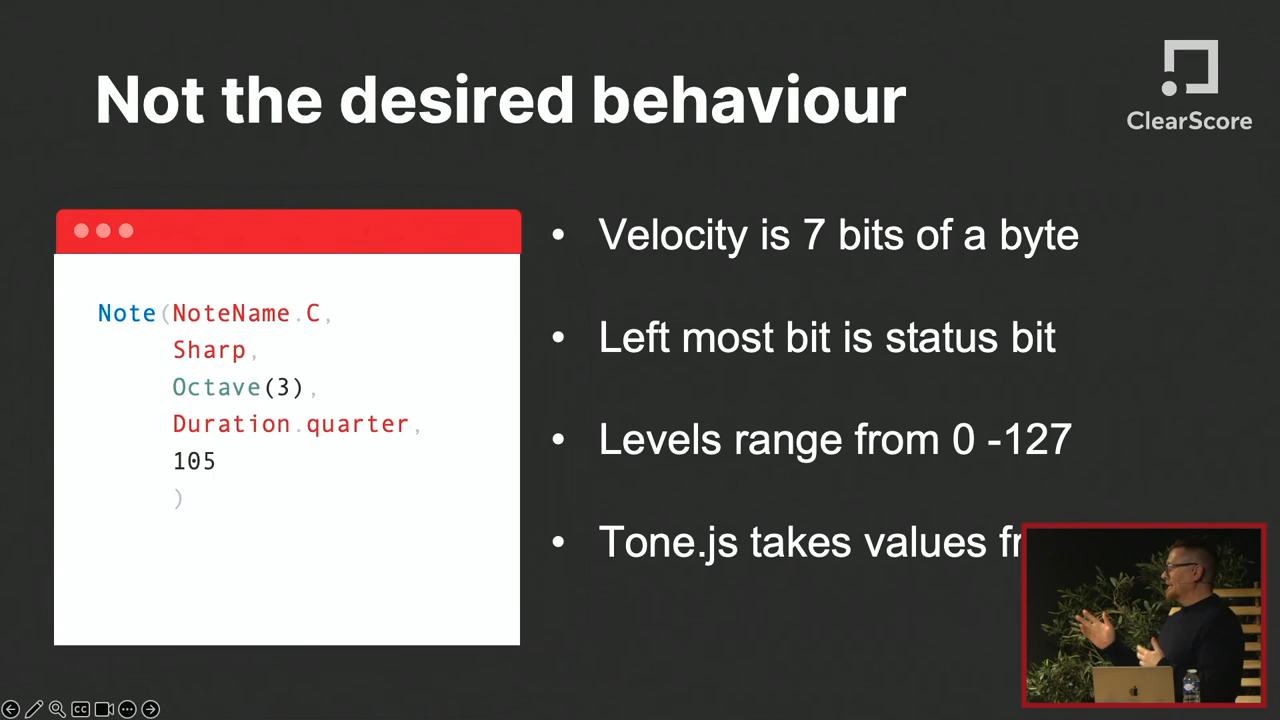 Not the desired behaviour
ClearScore
Note(NoteName.C,
Sharp,
Octave(3),
Duration.quarter,
105
)
• Velocity is 7 bits of a byte
• Left most bit is status bit
• Levels range from 0 -127
• Tone.js takes values
CC